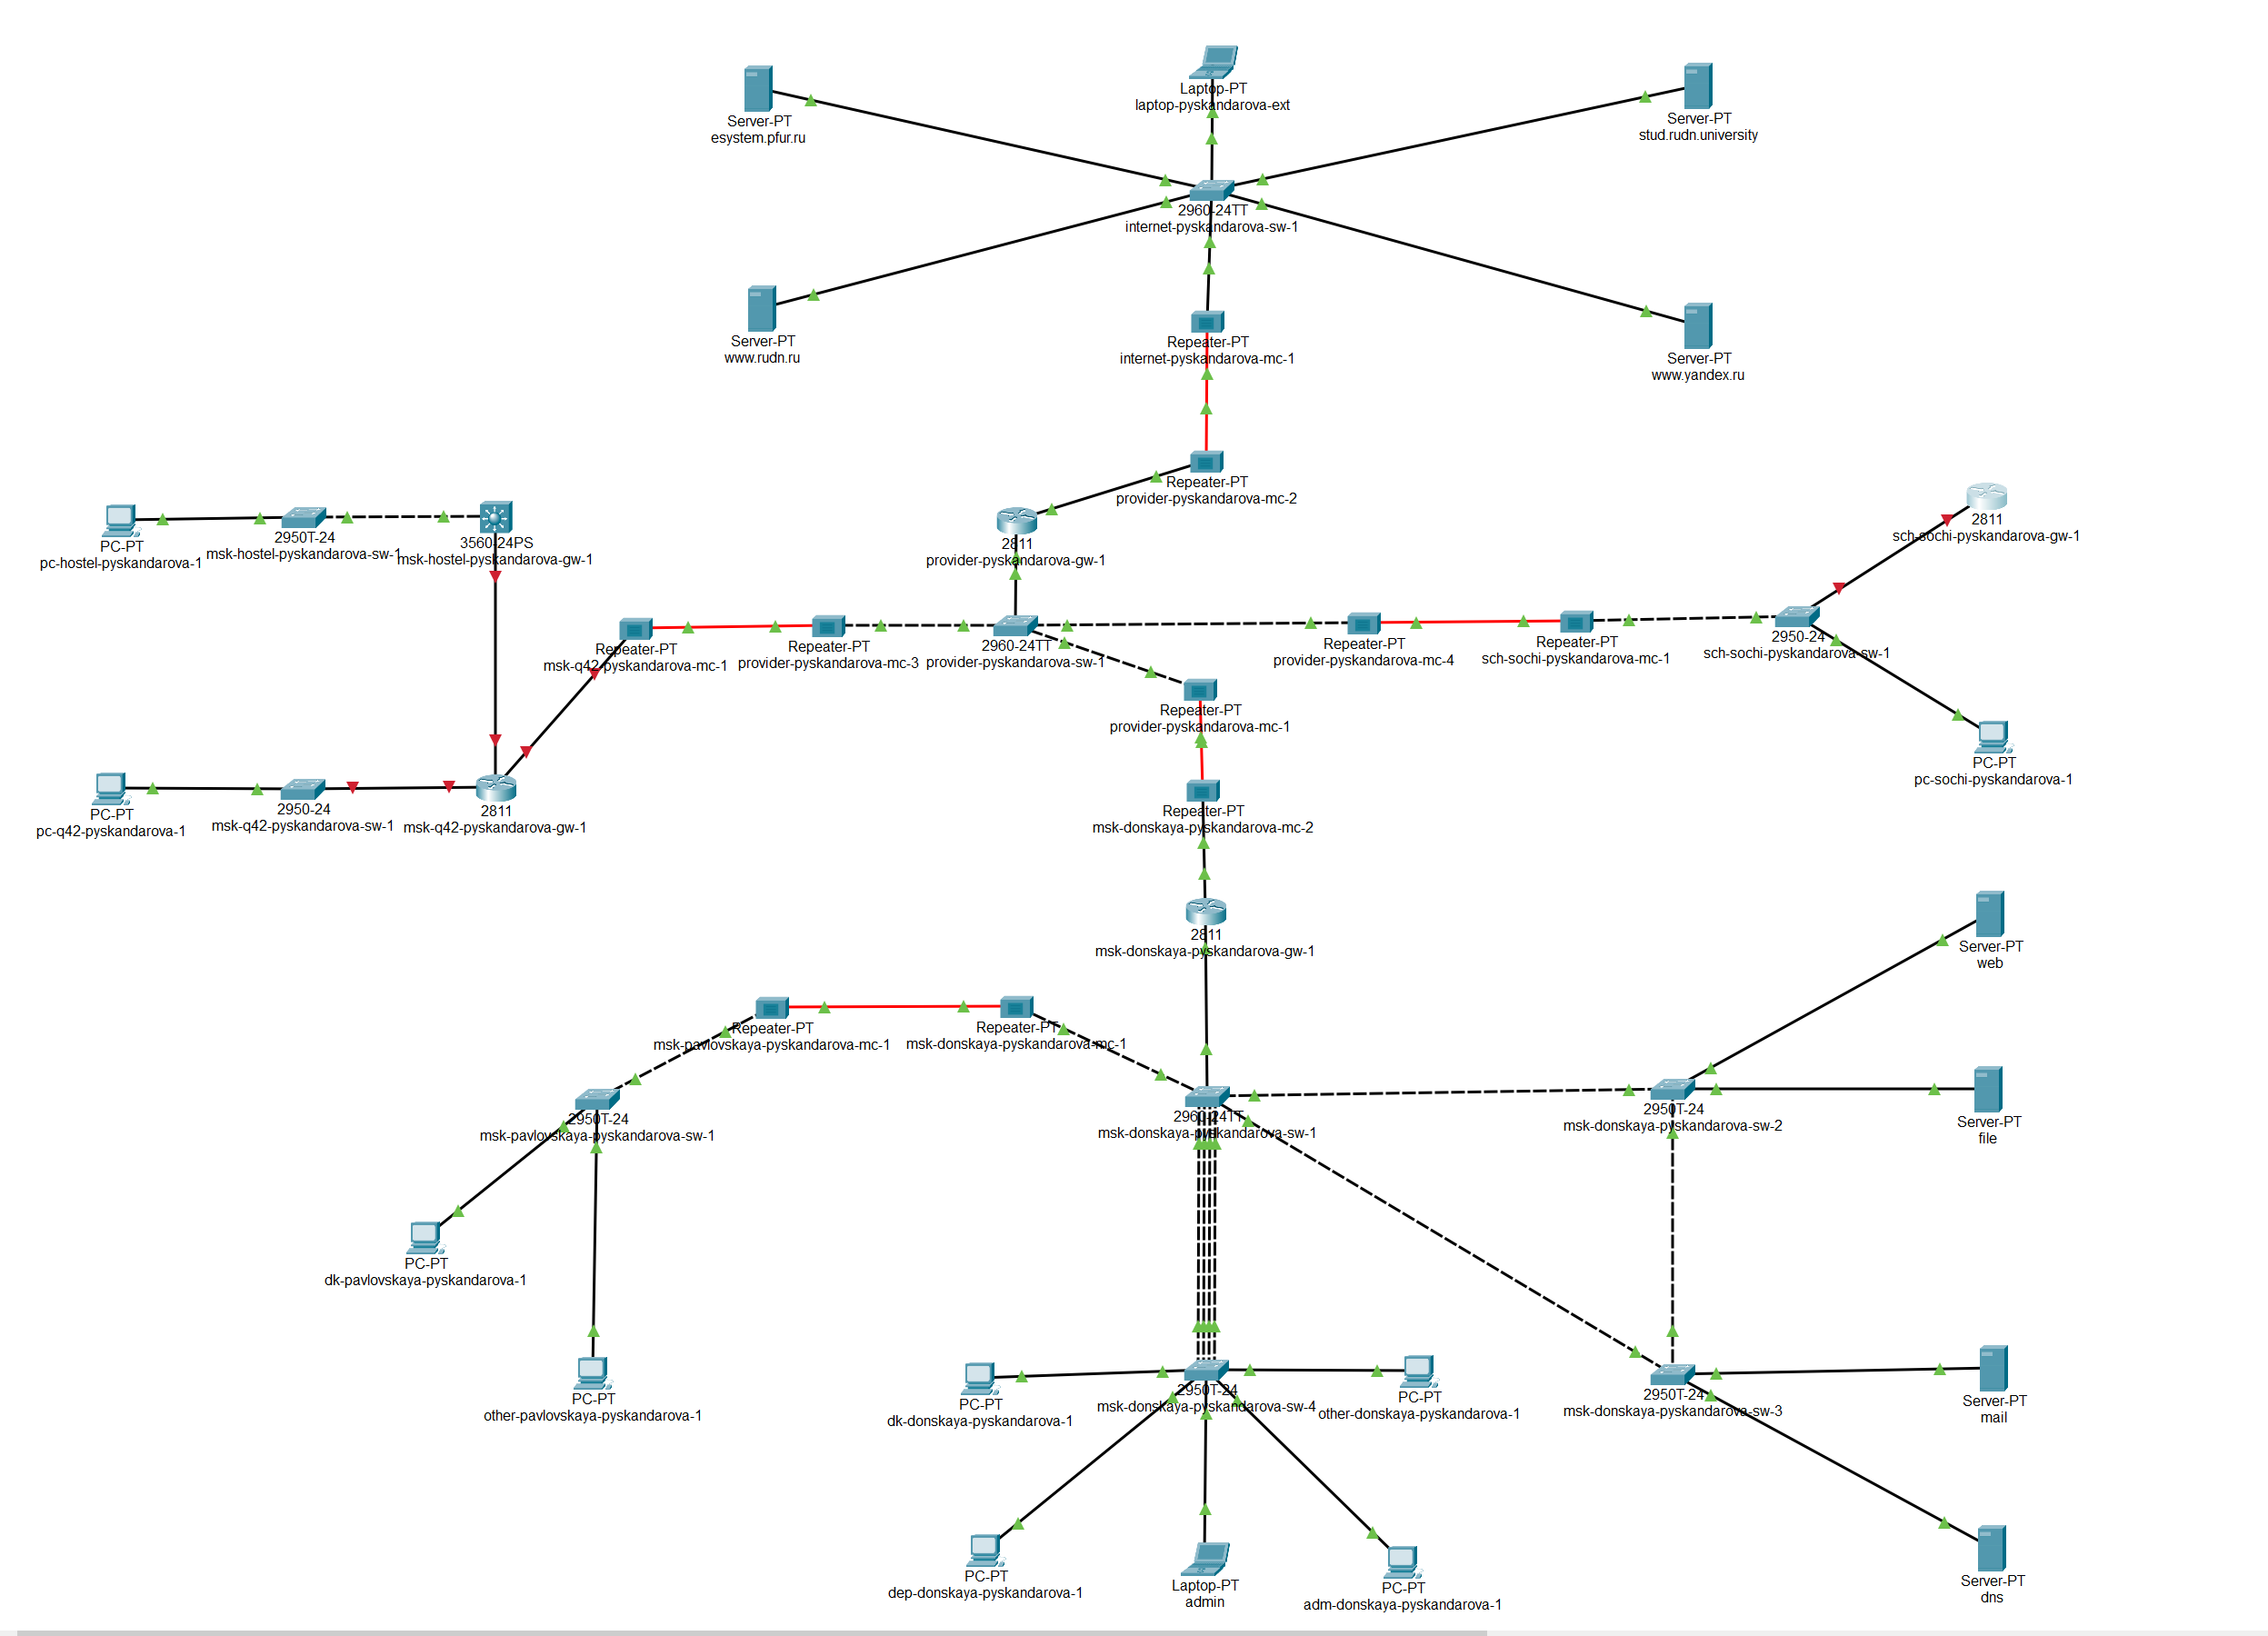 Laptop-PT
laptop-pyskandarova-ext
Server-PT
esystem.pfur.ru
Server-PT
stud.rudn.university
2960-24TT
internet-pyskandarova-sw-1
Server-PT
www.rudn.ru
Repeater-PT
internet-pyskandarova-mc-1
Server-PT
www.yandex.ru
Repeater-PT
provider-pyskandarova-mc-2
PC-PT
pc-hostel-pyskandarova-1
2950T-24
msk-hostel-pyskandarova-sw-1
3560-24PS
msk-hostel-pyskandarova-gw-1
2811
provider-pyskandarova-gw-1
2811
sch-sochi-pyskandarova-gw-1
Repeater-PT
msk-q42-pyskandarova-mc-1
Repeater-PT
provider-pyskandarova-mc-3
2960-24TT
provider-pyskandarova-sw-1
Repeater-PT
provider-pyskandarova-mc-4
Repeater-PT
sch-sochi-pyskandarova-mc-1
2950-24
sch-sochi-pyskandarova-sw-1
Repeater-PT
provider-pyskandarova-mc-1
PC-PT
pc-sochi-pyskandarova-1
PC-PT
pc-q42-pyskandarova-1
2950-24
msk-q42-pyskandarova-sw-1
2811
msk-q42-pyskandarova-gw-1
Repeater-PT
msk-donskaya-pyskandarova-mc-2
2811
msk-donskaya-pyskandarova-gw-1
Server-PT
web
Repeater-PT
msk-pavlovskaya-pyskandarova-mc-1
Repeater-PT
msk-donskaya-pyskandarova-mc-1
2950T-24
msk-pavlovskaya-pyskandarova-sw-1
2960-24TT
msk-donskaya-pyskandarova-sw-1
2950T-24
msk-donskaya-pyskandarova-sw-2
Server-PT
file
PC-PT
dk-pavlovskaya-pyskandarova-1
PC-PT
other-pavlovskaya-pyskandarova-1
PC-PT
dk-donskaya-pyskandarova-1
2950T-24
msk-donskaya-pyskandarova-sw-4
PC-PT
other-donskaya-pyskandarova-1
2950T-24
msk-donskaya-pyskandarova-sw-3
Server-PT
mail
PC-PT
dep-donskaya-pyskandarova-1
Laptop-PT
admin
PC-PT
adm-donskaya-pyskandarova-1
Server-PT
dns